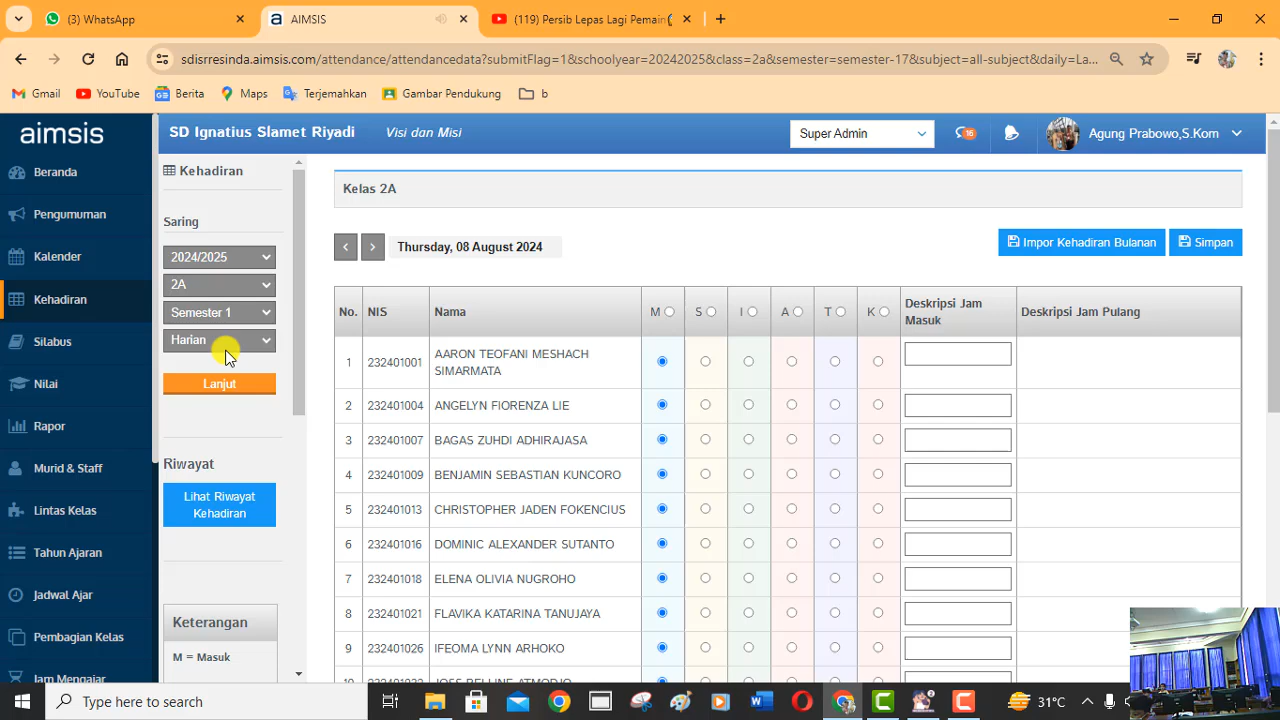 (3) WhatsApp
AIMSIS
(119) Persib Lepas Lagi Pemain
sdisrresinda.aimsis.com/attendance/attendancedata?submitFlag=1&schoolyear=20242025&class=2a&semester=semester-17&subject=all-subject&daily=La...
Gmail
YouTube
Berita
Maps
Terjemahkan
Gambar Pendukung
b
aimsis
SD Ignatius Slamet Riyadi
Visi dan Misi
Super Admin
16
Agung Prabowo,S.Kom
Beranda
Pengumuman
Kalender
Kehadiran
Silabus
Nilai
Rapor
Murid & Staff
Lintas Kelas
Tahun Ajaran
Jadwal Ajar
Pembagian Kelas
Jam Mengajar
Kehadiran
Saring
2024/2025
2A
Semester 1
Harian
Lanjut
Riwayat
Lihat Riwayat
Kehadiran
Keterangan
M = Masuk
Kelas 2A
Thursday, 08 August 2024
Impor Kehadiran Bulanan
Simpan
No. NIS Nama M S I A T K Deskripsi Jam Masuk Deskripsi Jam Pulang
1 232401001 AARON TEOFANI MESHACH SIMARMATA
2 232401004 ANGELYN FIORENZA LIE
3 232401007 BAGAS ZUHDI ADHIRAJASA
4 232401009 BENJAMIN SEBASTIAN KUNCORO
5 232401013 CHRISTOPHER JADEN FOKENCIUS
6 232401016 DOMINIC ALEXANDER SUTANTO
7 232401018 ELENA OLIVIA NUGROHO
8 232401021 FLAVIKA KATARINA TANUJAYA
9 232401026 IFEOMA LYNN ARHOKO
Type here to search
31°C